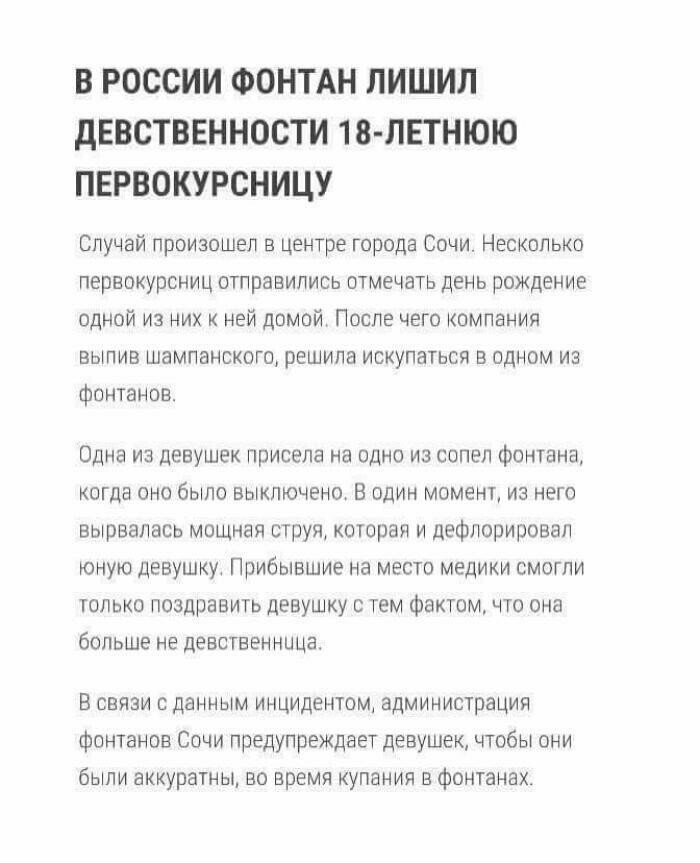 В РОССИИ ФОНТАН ЛИШИЛ
ДЕВСТВЕННОСТИ 18-ЛЕТНЮЮ
ПЕРВОКУРСНИЦУ
Случай произошел в центре города Сочи. Несколько
первокурсниц отправились отмечать день рождение
одной из них к ней домой. После чего компания
выпив шампанского, решила искупаться в одном из
фонтанов.
Одна из девушек присела на одно из сопел фонтана,
когда оно было выключено. В один момент, из него
вырвалась мощная струя, которая и дефлорировал
юную девушку. Прибывшие на место медики смогли
только поздравить девушку с тем фактом, что она
больше не девственница.
В связи с данным инцидентом, администрация
фонтанов Сочи предупреждает девушек, чтобы они
были аккуратны, во время купания в фонтанах.